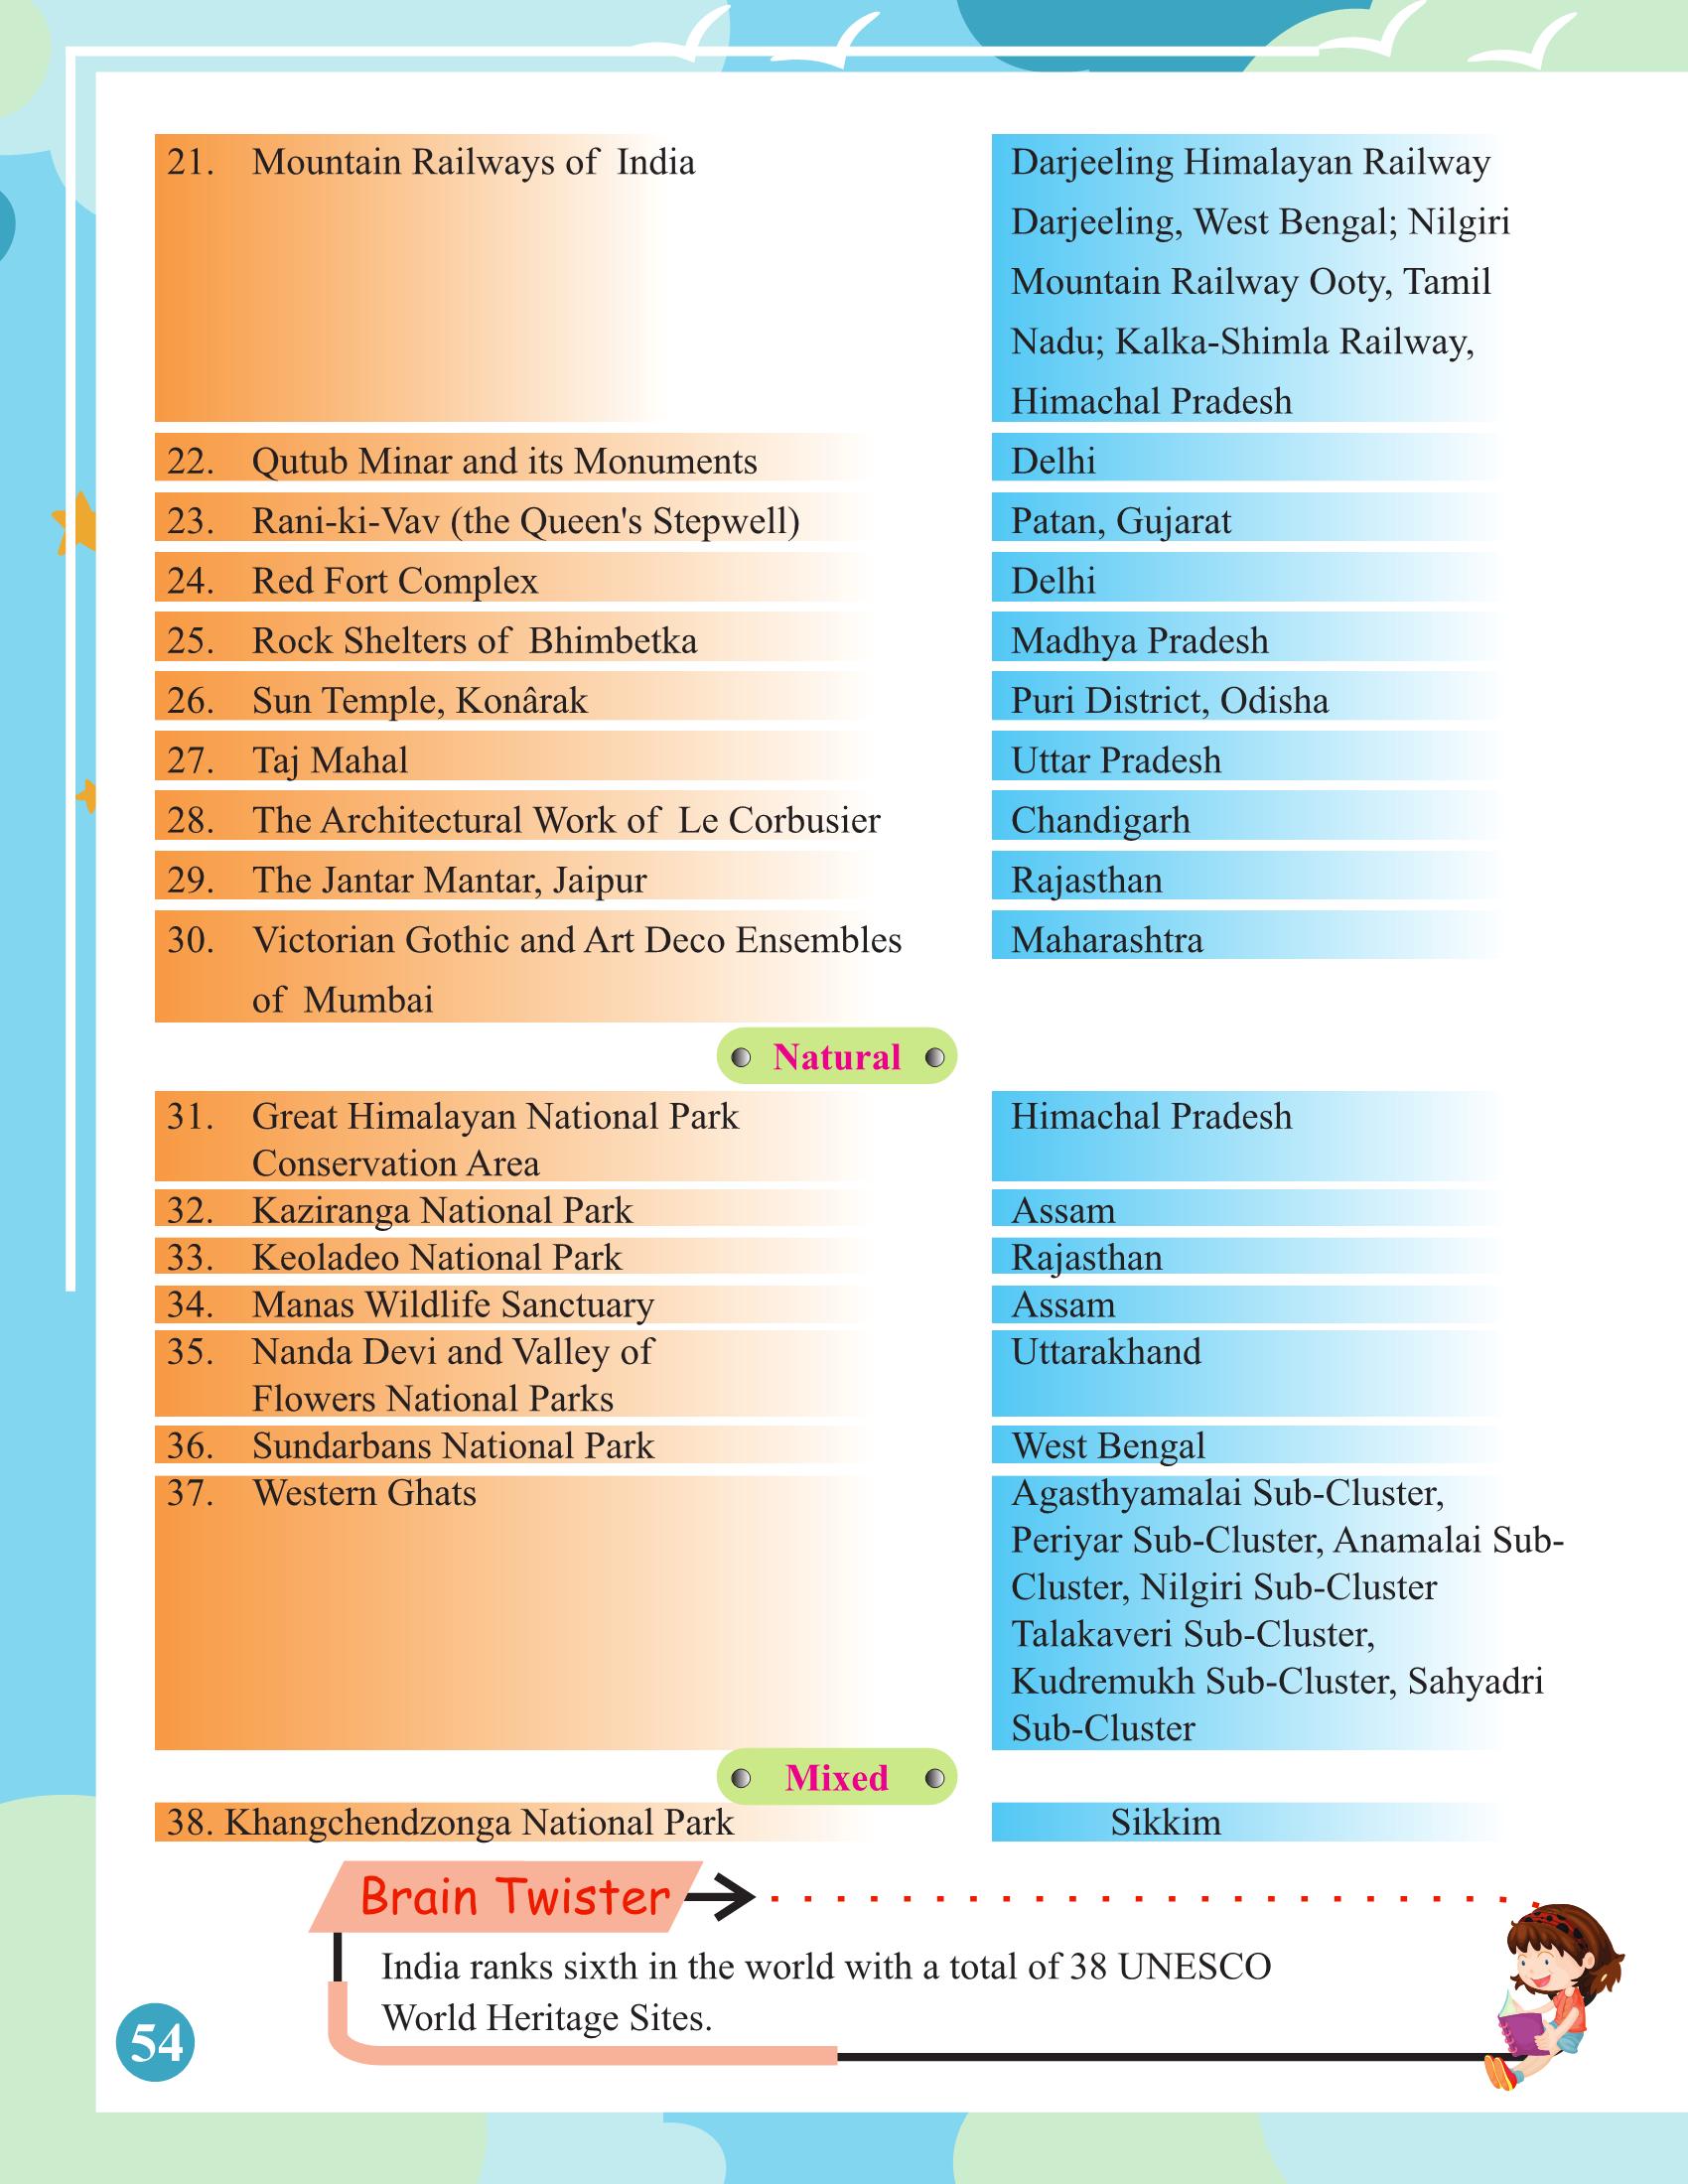 21. Mountain Railways of India Darjeeling Himalayan Railway
Darjeeling, West Bengal; Nilgiri
Mountain Railway Ooty, Tamil
Nadu; Kalka-Shimla Railway,
Himachal Pradesh
22. Qutub Minar and its Monuments Delhi
23. Rani-ki-Vav (the Queen's Stepwell) Patan, Gujarat
24. Red Fort Complex Delhi
25. Rock Shelters of Bhimbetka Madhya Pradesh
26. Sun Temple, Konârak Puri District, Odisha
27. Taj Mahal Uttar Pradesh
28. The Architectural Work of Le Corbusier Chandigarh
29. The Jantar Mantar, Jaipur Rajasthan
30. Victorian Gothic and Art Deco Ensembles Maharashtra
of Mumbai
Natural
31. Great Himalayan National Park Himachal Pradesh
Conservation Area
32. Kaziranga National Park Assam
33. Keoladeo National Park Rajasthan
34. Manas Wildlife Sanctuary Assam
35. Nanda Devi and Valley of Uttarakhand
Flowers National Parks
36. Sundarbans National Park West Bengal
37. Western Ghats Agasthyamalai Sub-Cluster,
Periyar Sub-Cluster, Anamalai Sub-
Cluster, Nilgiri Sub-Cluster
Talakaveri Sub-Cluster,
Kudremukh Sub-Cluster, Sahyadri
Sub-Cluster
Mixed
38. Khangchendzonga National Park Sikkim
Brain Twister
India ranks sixth in the world with a total of 38 UNESCO
World Heritage Sites.
54